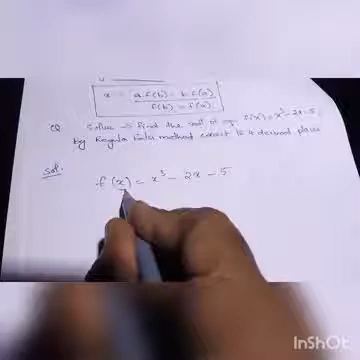 x = a.f(b) - b.f(a)
f(b) - f(a)
Q Solve → Find the root of eqn f(x) = x³ - 2x - 5
by Regula Falsi method correct to 4 decimal places
Sol.
f(x) = x³ - 2x - 5
InShOt